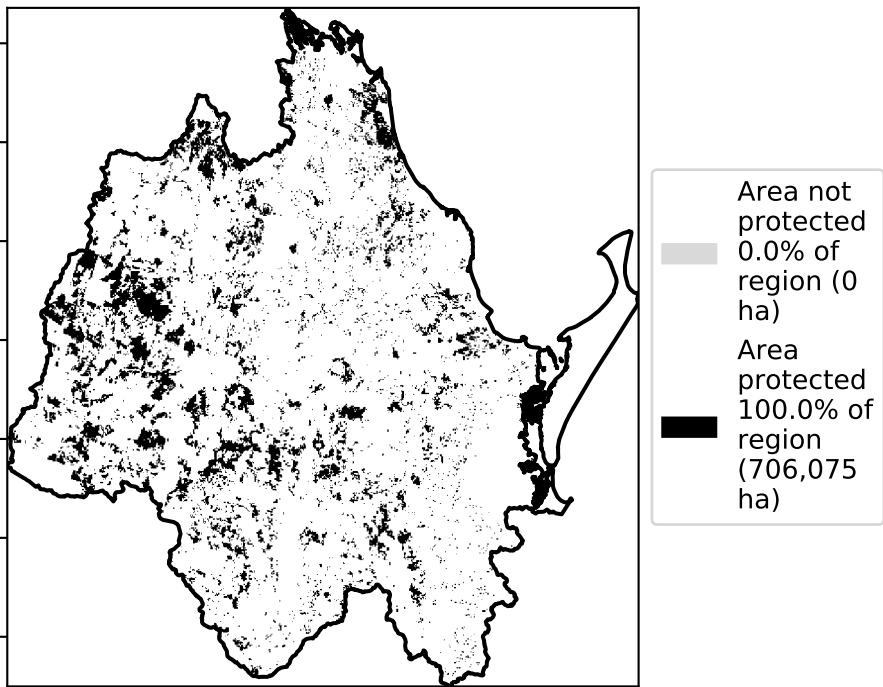 Area not
protected
0.0% of
region (0
ha)
Area
protected
100.0% of
region
(706,075
ha)